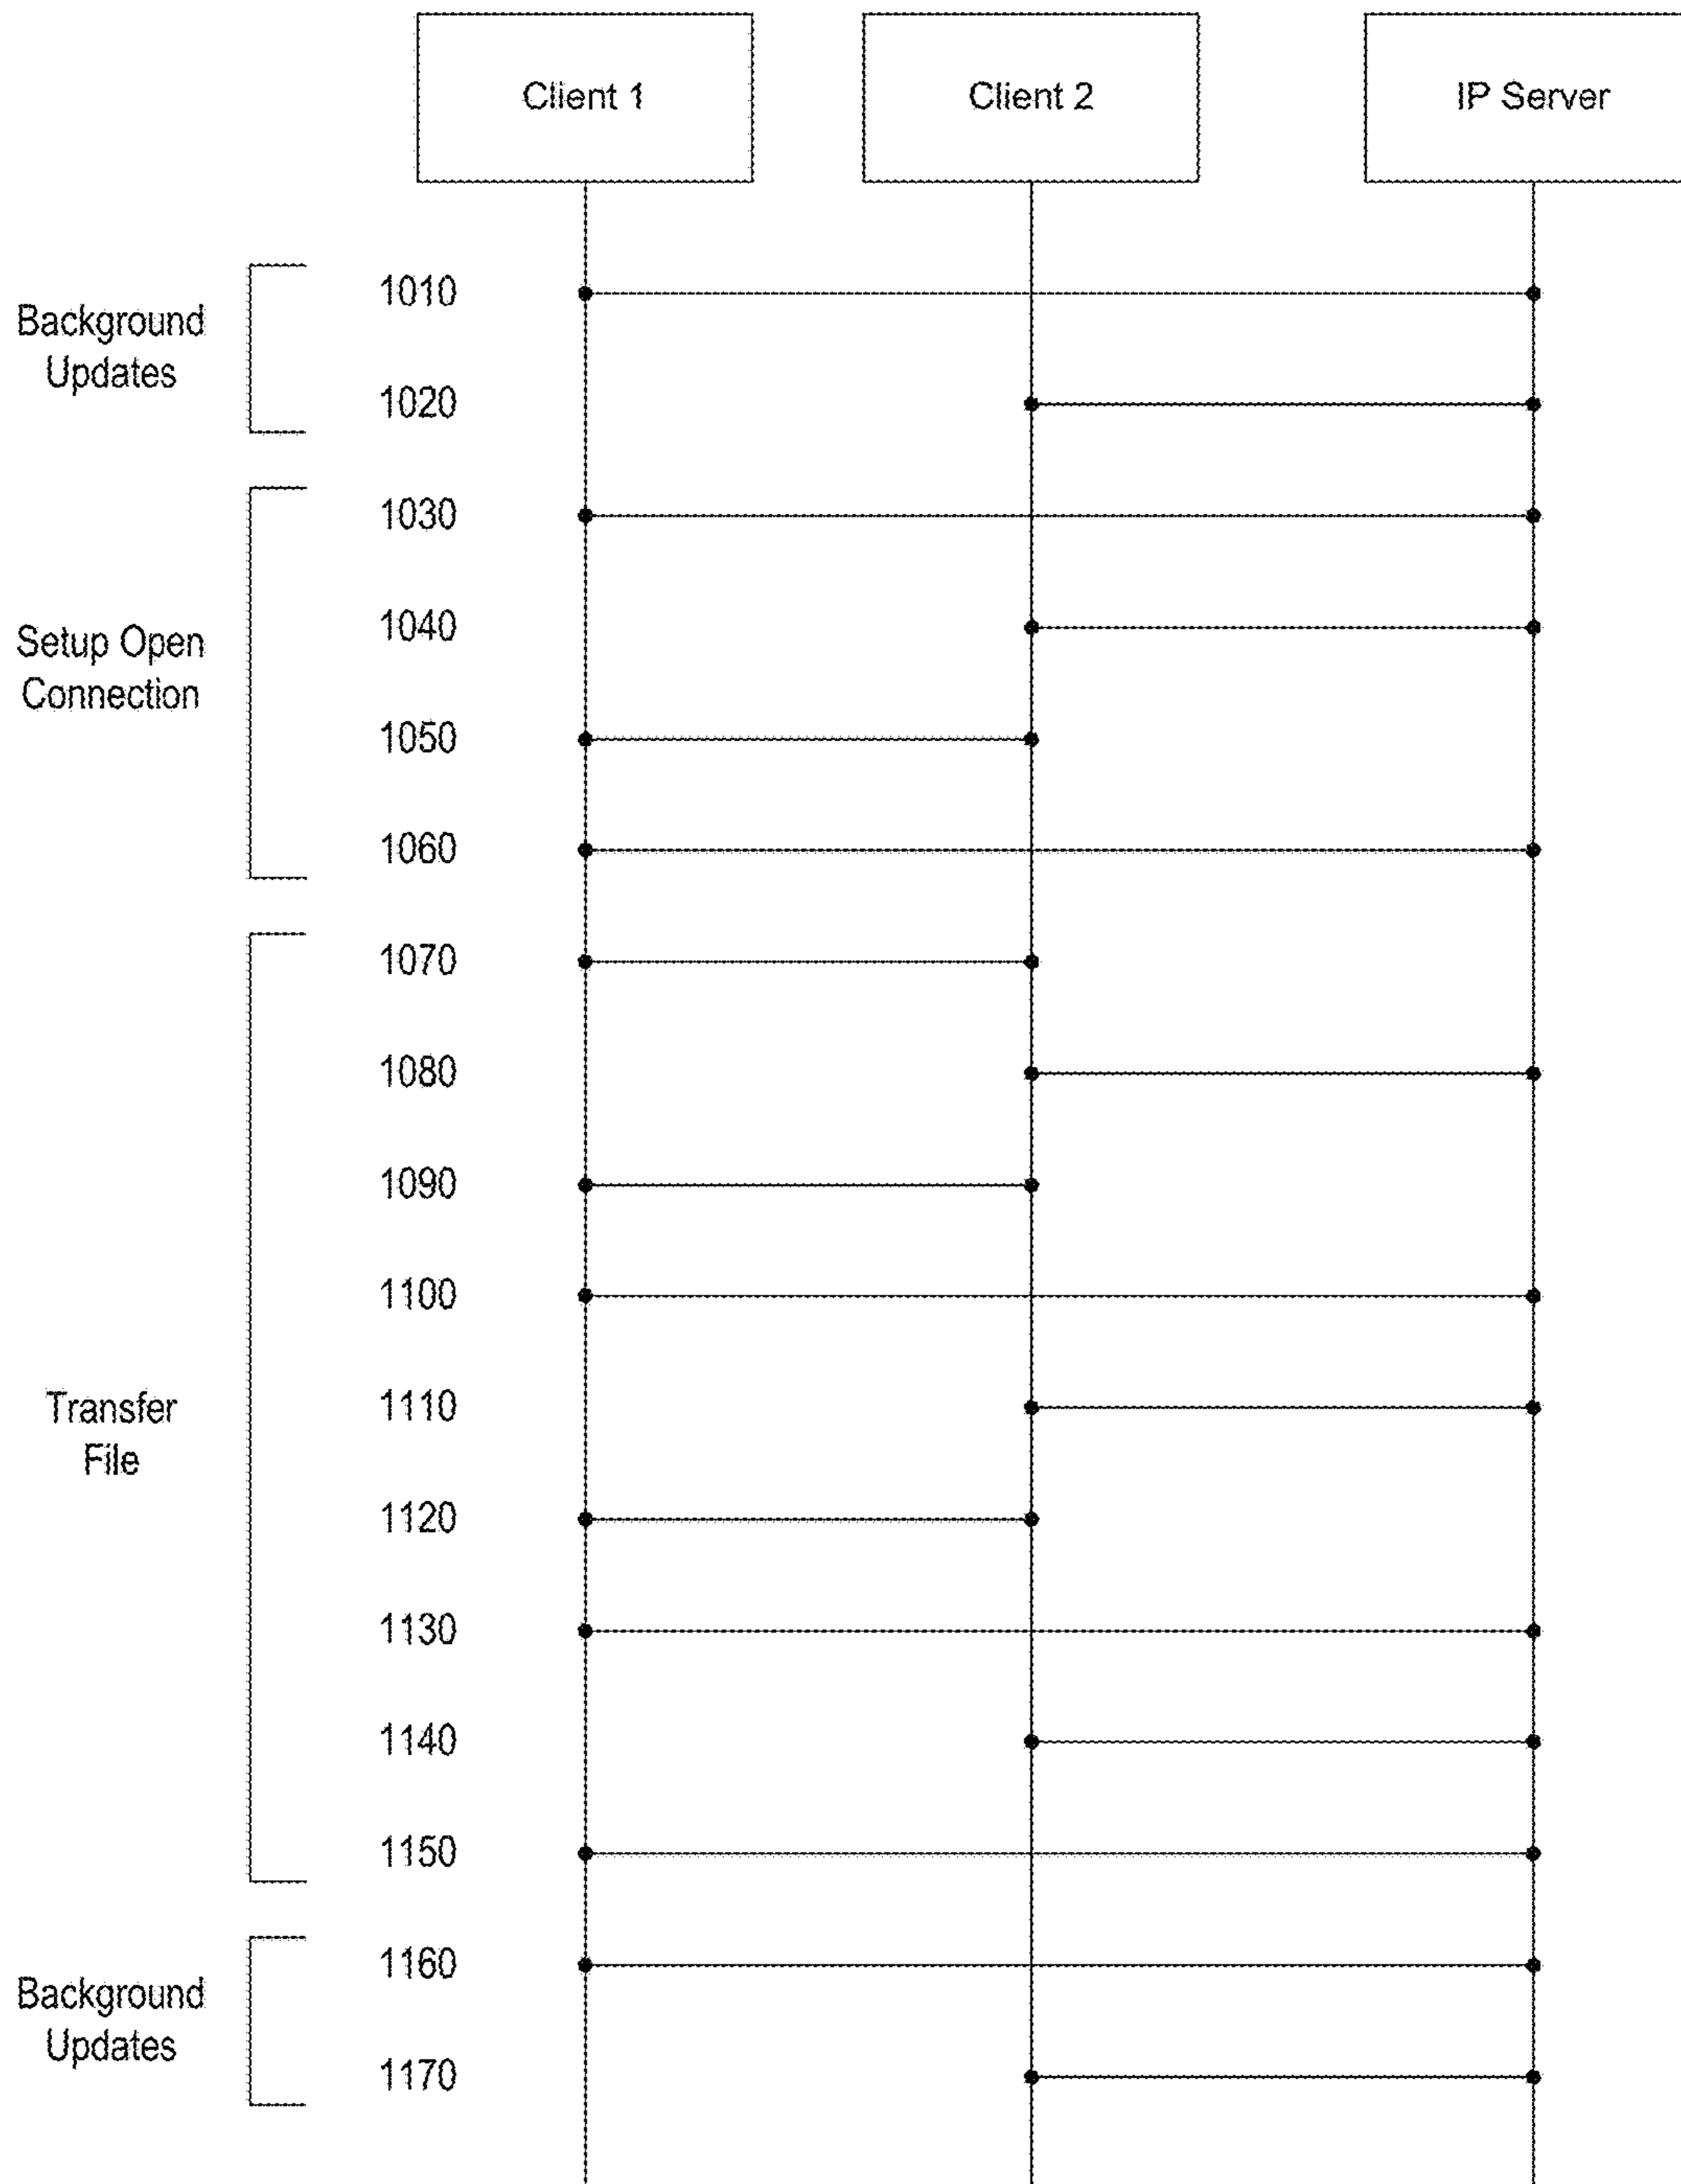 Client 1
Client 2
IP Server
Background
Updates
1010
1020
Setup Open
Connection
1030
1040
1050
1060
Transfer
File
1070
1080
1090
1100
1110
1120
1130
1140
1150
Background
Updates
1160
1170